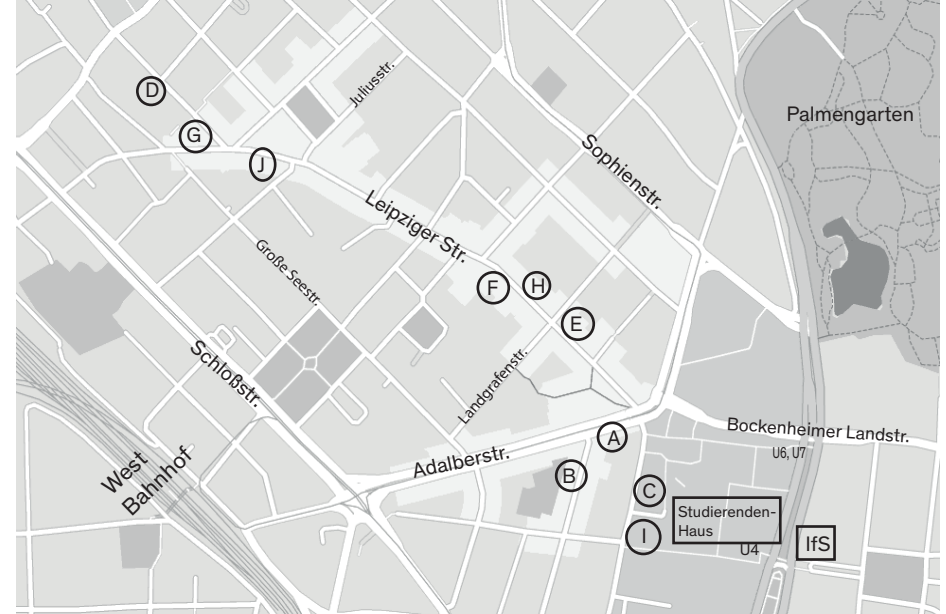 D
Juliusstr.
Palmengarten
G
J
Sophienstr.
Leipziger Str.
Große Seestr.
F
H
E
Schloßstr.
Landgrafenstr.
Bockenheimer Landstr.
U6, U7
A
Adalberstr.
West
Bahnhof
B
C
Studierenden-
Haus
I
IfS
U4